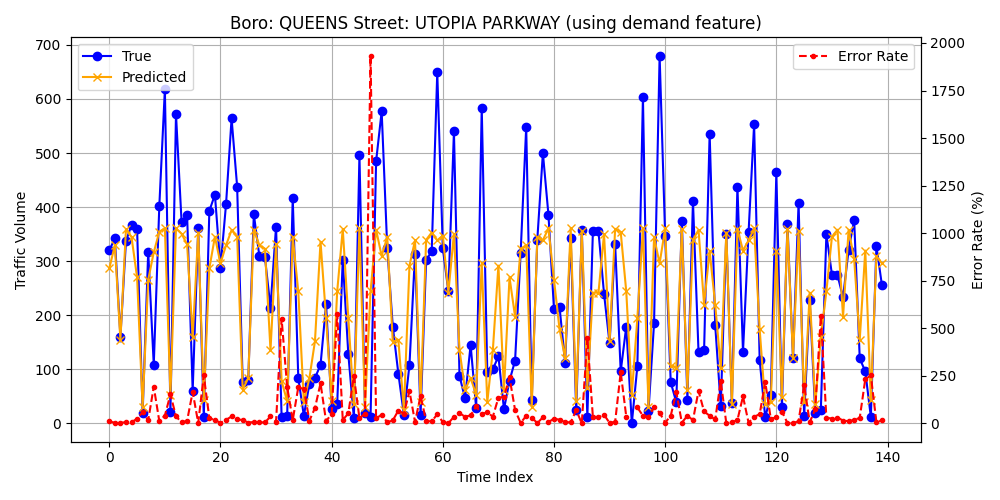 Boro: QUEENS Street: UTOPIA PARKWAY (using demand feature)
True
Predicted
Error Rate
Traffic Volume
700
600
500
400
300
200
100
0
Error Rate (%)
2000
1750
1500
1250
1000
750
500
250
0
0 20 40 60 80 100 120 140
Time Index